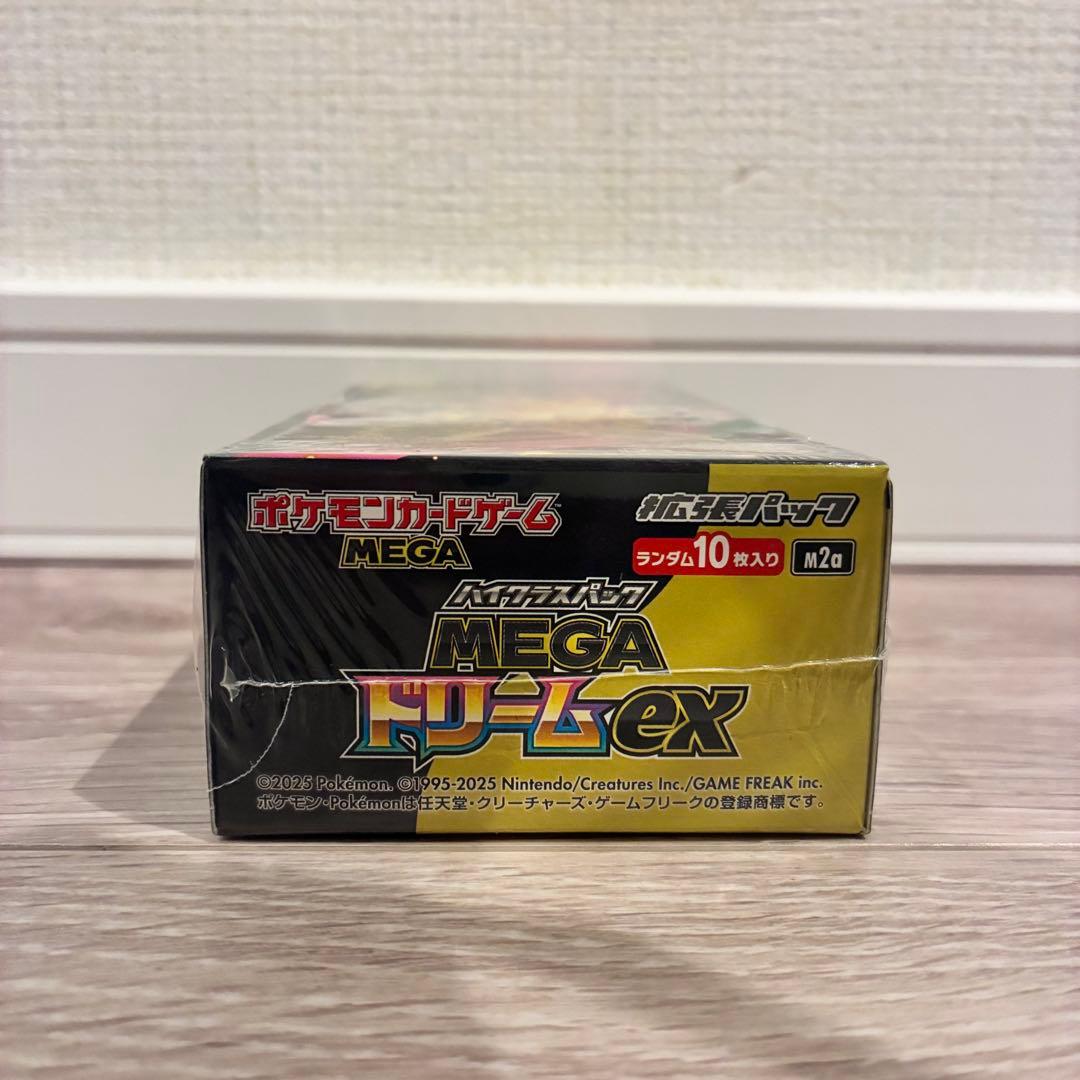 ポケモンカードゲーム™
MEGA
拡張パック
ランダム10枚入り
M2a
ハイクラスパック
MEGA
ドリームex
©2025 Pokémon. ©1995-2025 Nintendo/Creatures Inc./GAME FREAK inc.
ポケモン・Pokémonは任天堂・クリーチャーズ・ゲームフリークの登録商標です。